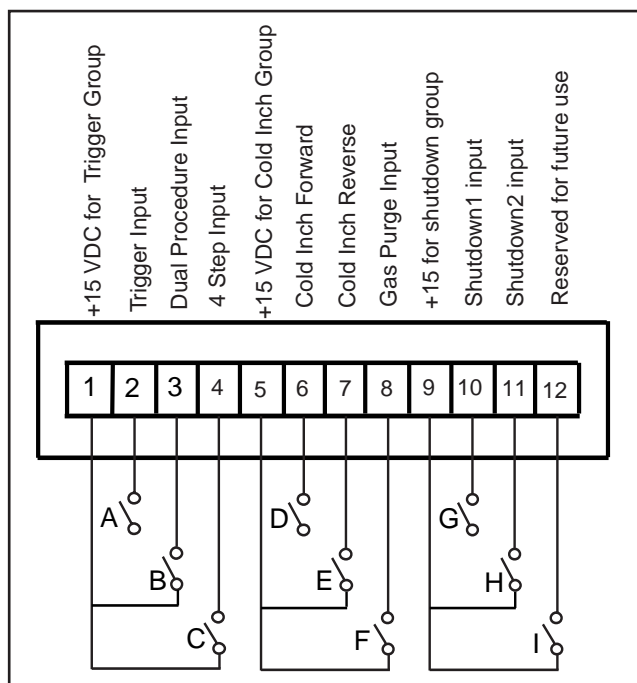 +15 VDC for Trigger Group
Trigger Input
Dual Procedure Input
4 Step Input
+15 VDC for Cold Inch Group
Cold Inch Forward
Cold Inch Reverse
Gas Purge Input
+15 for shutdown group
Shutdown1 input
Shutdown2 input
Reserved for future use
1 2 3 4 5 6 7 8 9 10 11 12
A D G
B E H
C F I